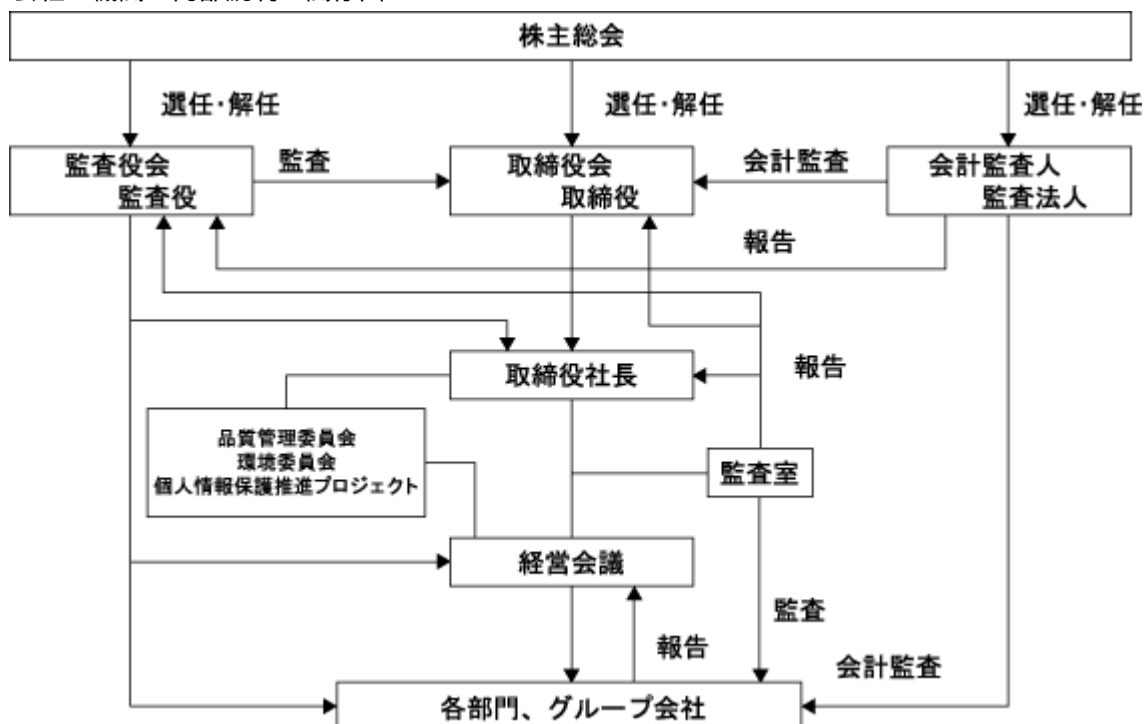 株主総会
選任・解任
選任・解任
選任・解任
監査役会
監査役
監査
取締役会
取締役
会計監査
会計監査人
監査法人
報告
取締役社長
報告
品質管理委員会
環境委員会
個人情報保護推進プロジェクト
監査室
経営会議
監査
報告
会計監査
各部門、グループ会社